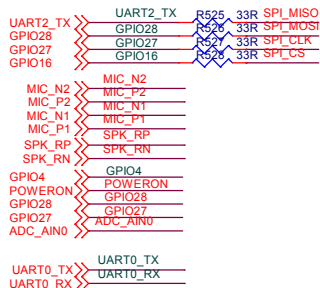 UART2_TX UART2_TX R525 33R SPI_MISO
GPIO28 GPIO28 R526 33R SPI_MOSI
GPIO27 GPIO27 R527 33R SPI_CLK
GPIO16 GPIO16 R528 33R SPI_CS
MIC_N2 MIC_N2
MIC_P2 MIC_P2
MIC_N1 MIC_N1
MIC_P1 MIC_P1
SPK_RP SPK_RP
SPK_RN SPK_RN
GPIO4 GPIO4
POWERON POWERON
GPIO28 GPIO28
GPIO27 GPIO27
ADC_AIN0 ADC_AIN0
UART0_TX UART0_TX
UART0_RX UART0_RX